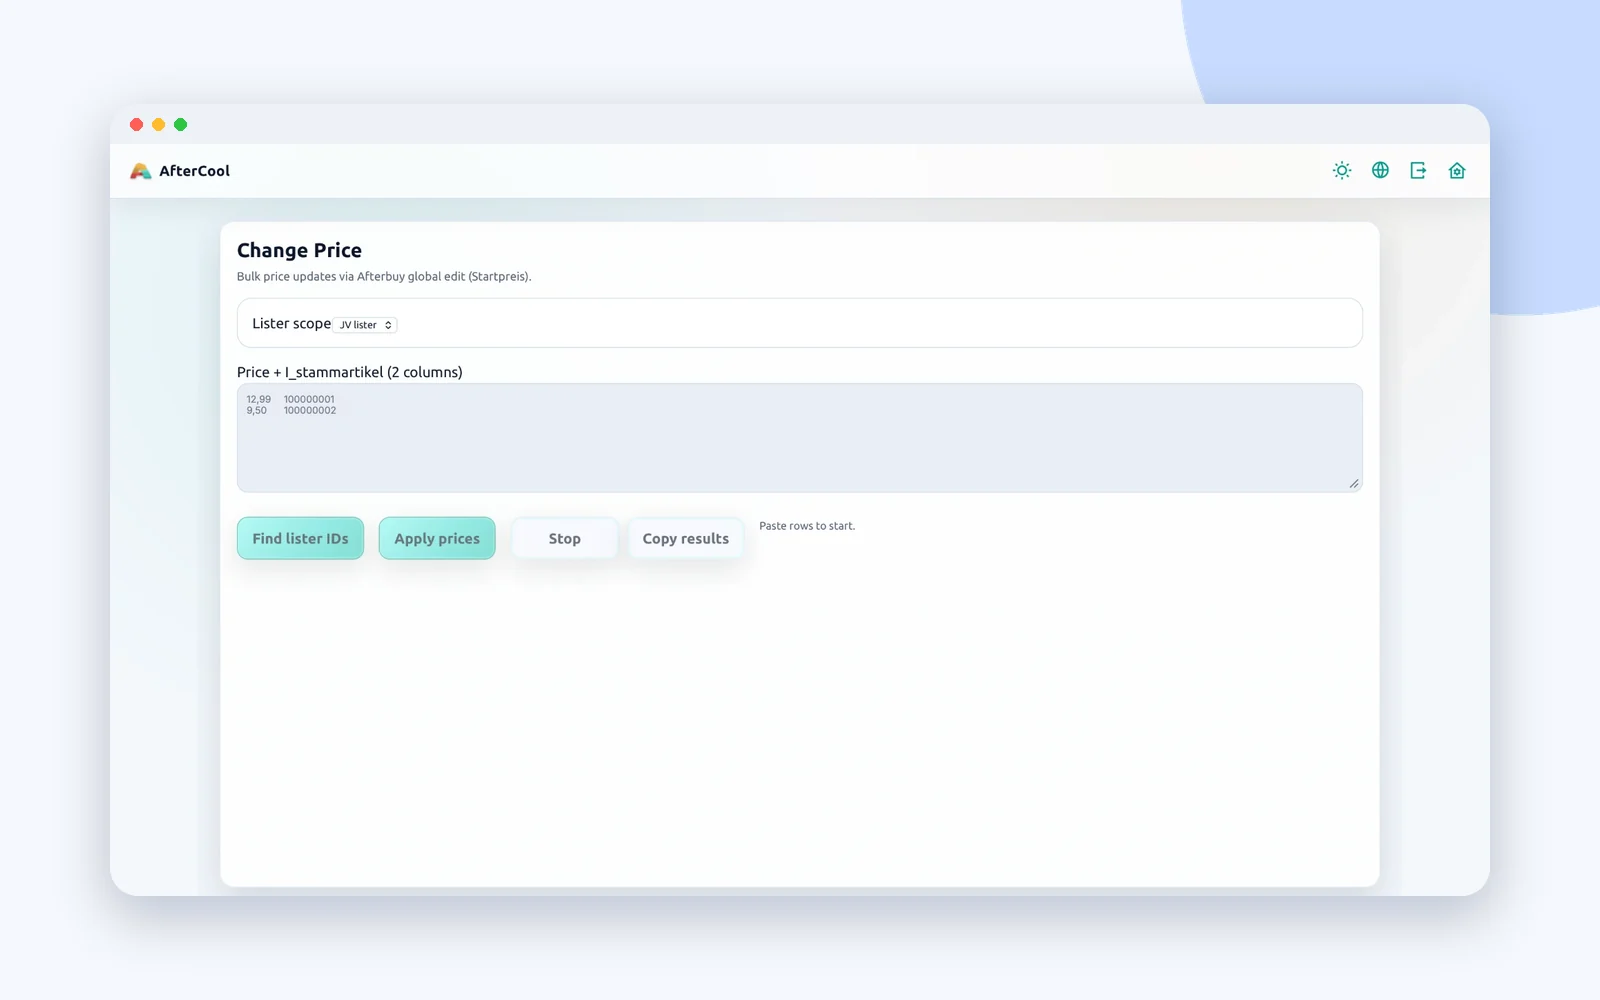 AfterCool
Change Price
Bulk price updates via Afterbuy global edit (Startpreis).
Lister scope JV lister
Price + I_stammartikel (2 columns)
12,99 100000001
9,50 100000002
Find lister IDs Apply prices Stop Copy results Paste rows to start.